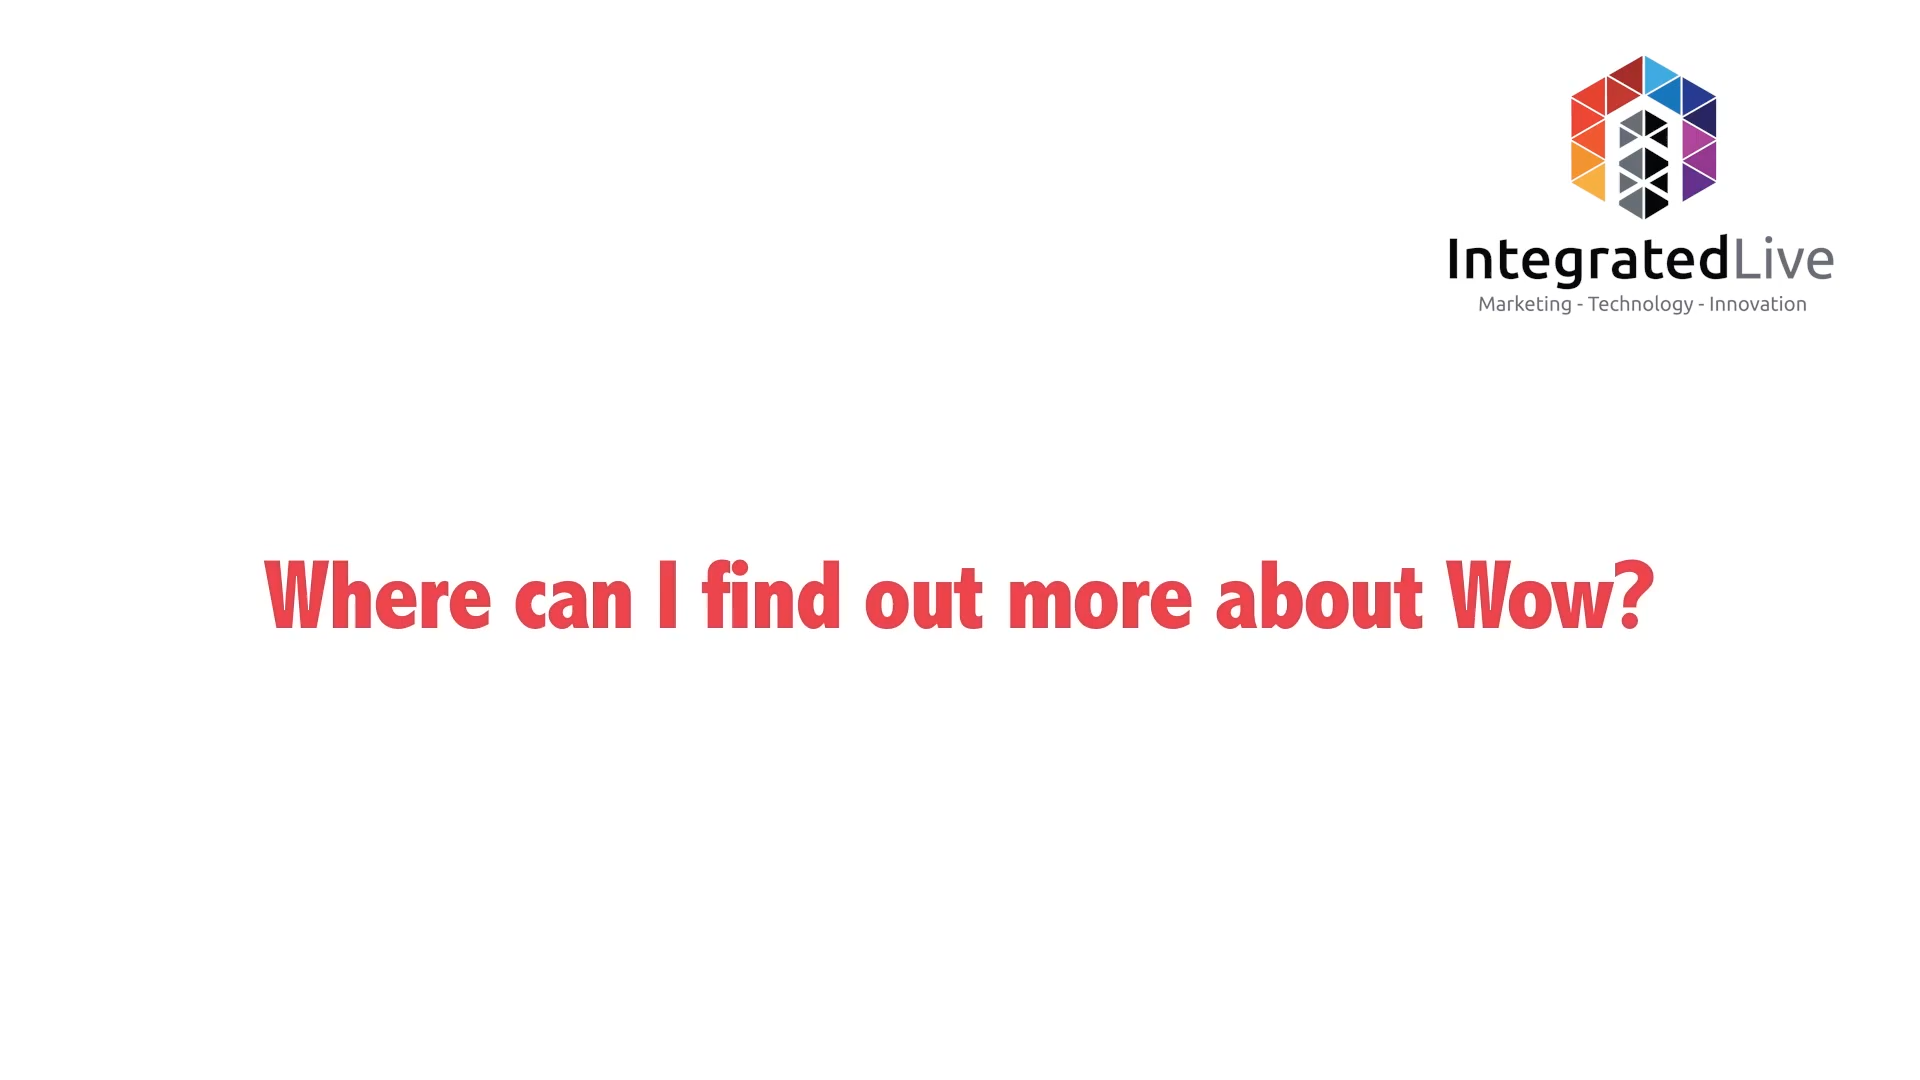 IntegratedLive
Marketing - Technology - Innovation
Where can I find out more about Wow?